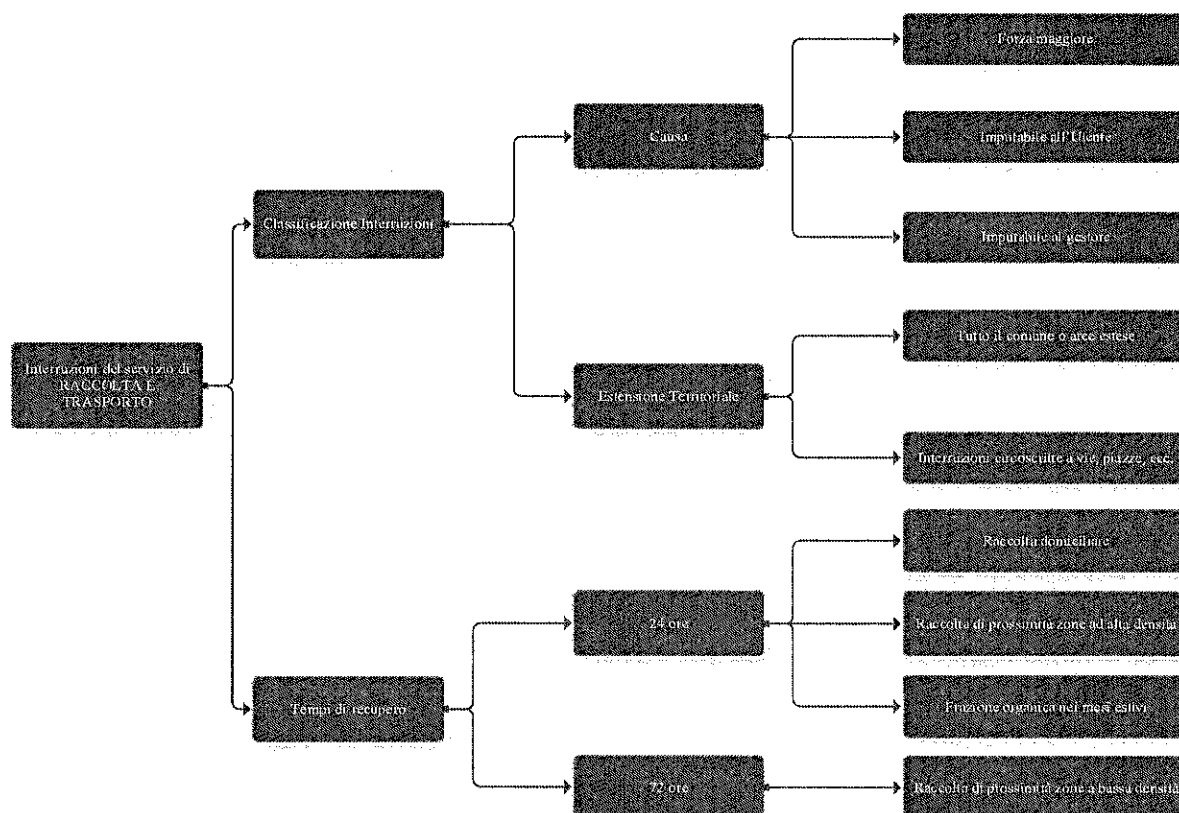 Forza maggiore
Causa
Imputabile all'Utente
Classificazione Interruzioni
Imputabile al gestore
Tutto il comune o aree estese
Interruzioni del servizio di
RACCOLTA E
TRASPORTO
Estensione Territoriale
Interruzioni circoscritte a vie, piazze, ecc.
Raccolta domiciliare
24 ore
Raccolta di prossimità zone ad alta densità
Tempi di recupero
Frazione organica nei mesi estivi
72 ore
Raccolta di prossimità zone a bassa densità